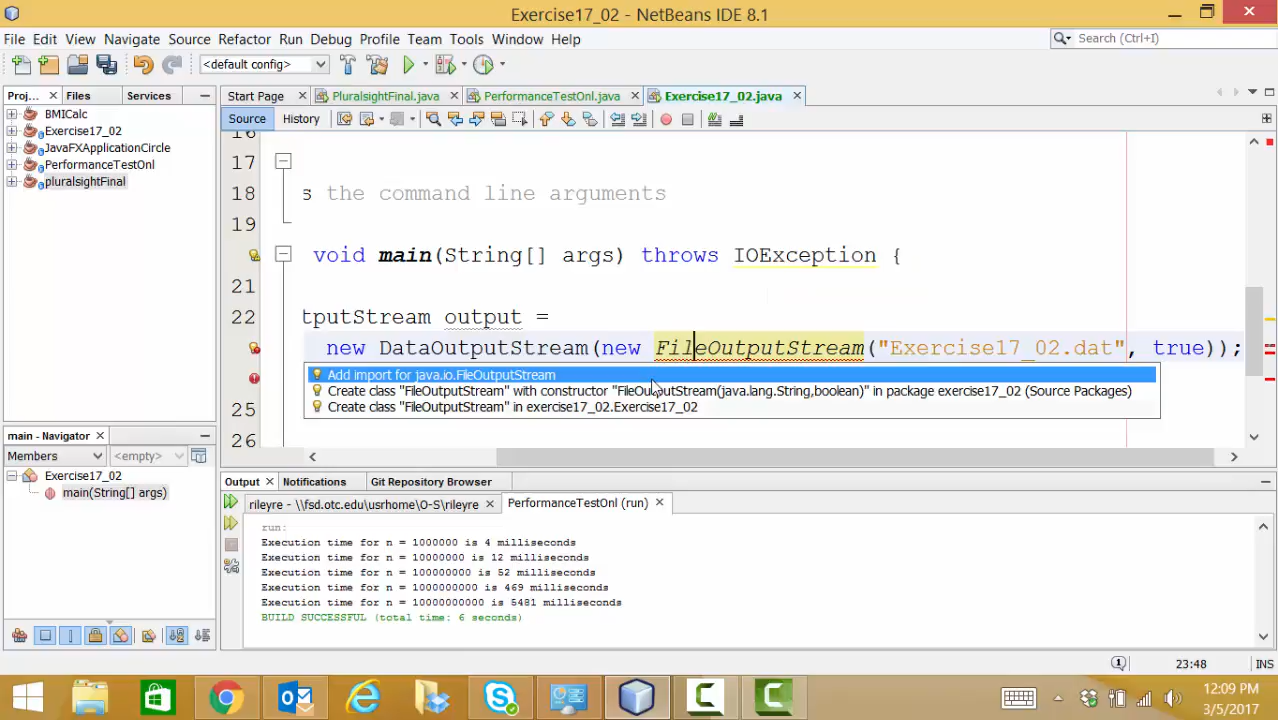 Exercise17_02 - NetBeans IDE 8.1
File Edit View Navigate Source Refactor Run Debug Profile Team Tools Window Help
Search (Ctrl+I)
<default config>
Proj... Files Services
Start Page PluralsightFinal.java PerformanceTestOnl.java Exercise17_02.java
BMICalc
Exercise17_02
JavaFXApplicationCircle
PerformanceTestOnl
pluralsightFinal
Source History
16
17
18 s the command line arguments
19
void main(String[] args) throws IOException {
21
22 tputStream output =
new DataOutputStream(new FileOutputStream("Exercise17_02.dat", true));
Add import for java.io.FileOutputStream
Create class "FileOutputStream" with constructor "FileOutputStream(java.lang.String,boolean)" in package exercise17_02 (Source Packages)
Create class "FileOutputStream" in exercise17_02.Exercise17_02
25
26
main - Navigator
Members <empty>
Exercise17_02
main(String[] args)
Output Notifications Git Repository Browser
rileyre - \\fsd.otc.edu\usrhome\O-S\rileyre PerformanceTestOnl (run)
run:
Execution time for n = 1000000 is 4 milliseconds
Execution time for n = 10000000 is 12 milliseconds
Execution time for n = 100000000 is 52 milliseconds
Execution time for n = 1000000000 is 469 milliseconds
Execution time for n = 10000000000 is 5481 milliseconds
BUILD SUCCESSFUL (total time: 6 seconds)
1 23:48 INS
12:09 PM
3/5/2017